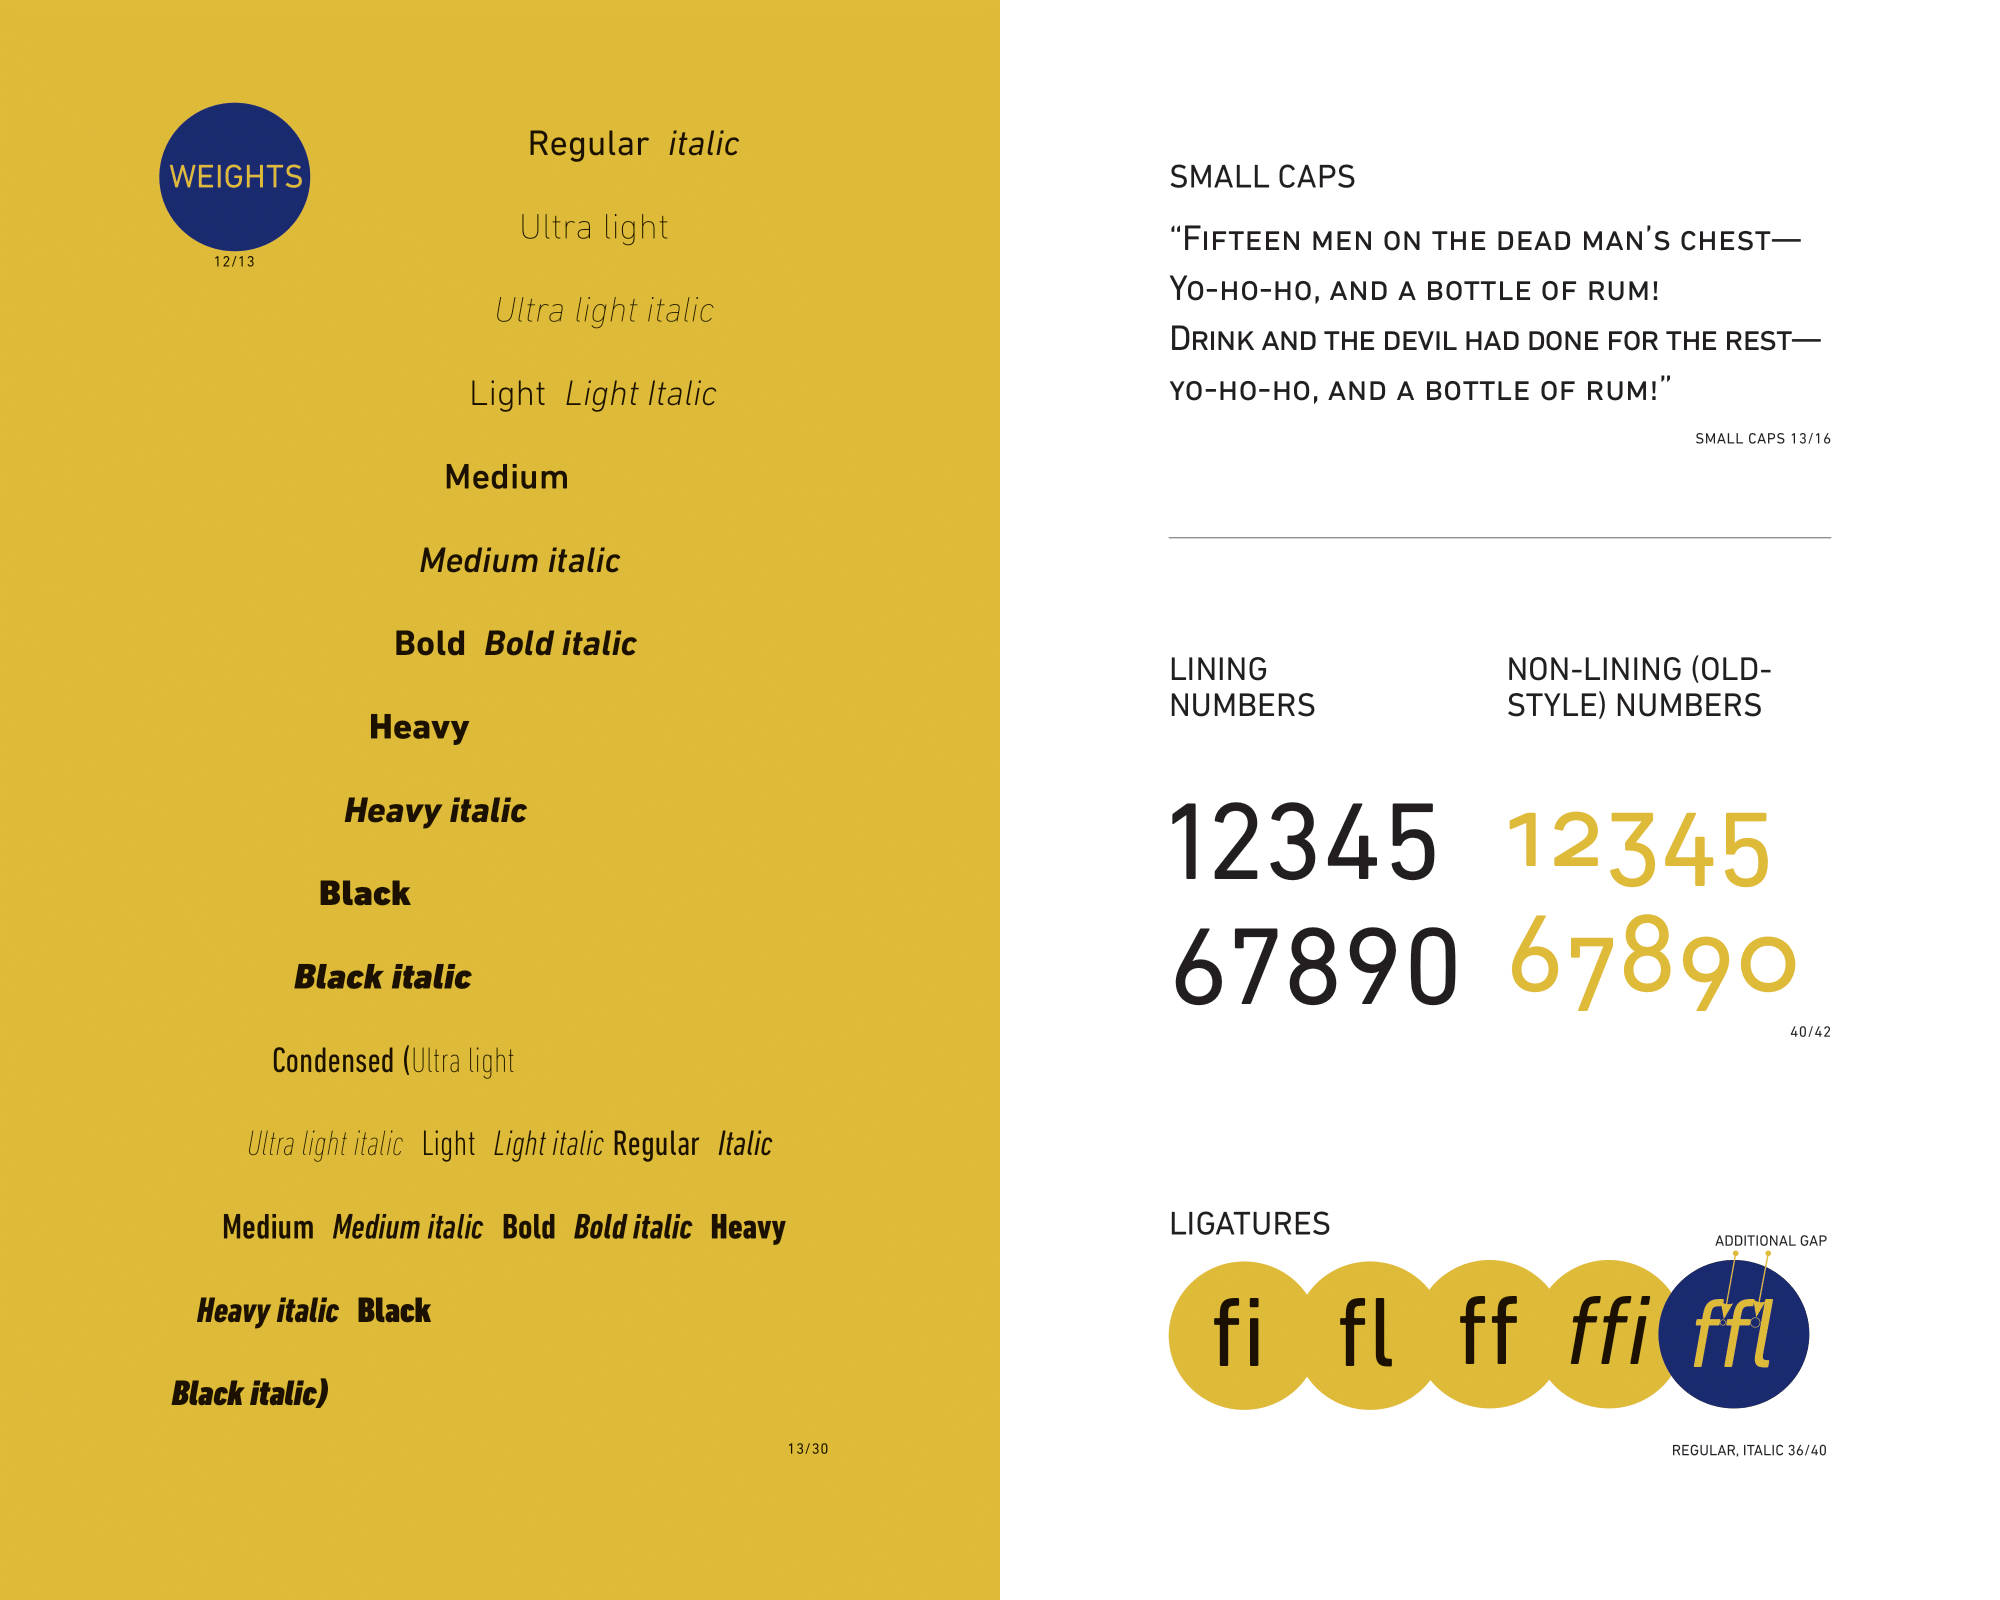 WEIGHTS
12/13
Regular italic
Ultra light
Ultra light italic
Light Light Italic
Medium
Medium italic
Bold Bold italic
Heavy
Heavy italic
Black
Black italic
Condensed (Ultra light
Ultra light italic Light Light italic Regular Italic
Medium Medium italic Bold Bold italic Heavy
Heavy italic Black
Black italic)
13/30
SMALL CAPS
“Fifteen men on the dead man’s chest—
Yo-ho-ho, and a bottle of rum!
Drink and the devil had done for the rest—
yo-ho-ho, and a bottle of rum!”
SMALL CAPS 13/16
LINING
NUMBERS
12345
67890
NON-LINING (OLD-
STYLE) NUMBERS
12345
67890
40/42
LIGATURES
ADDITIONAL GAP
fi fl ff ffi ffl
REGULAR, ITALIC 36/40